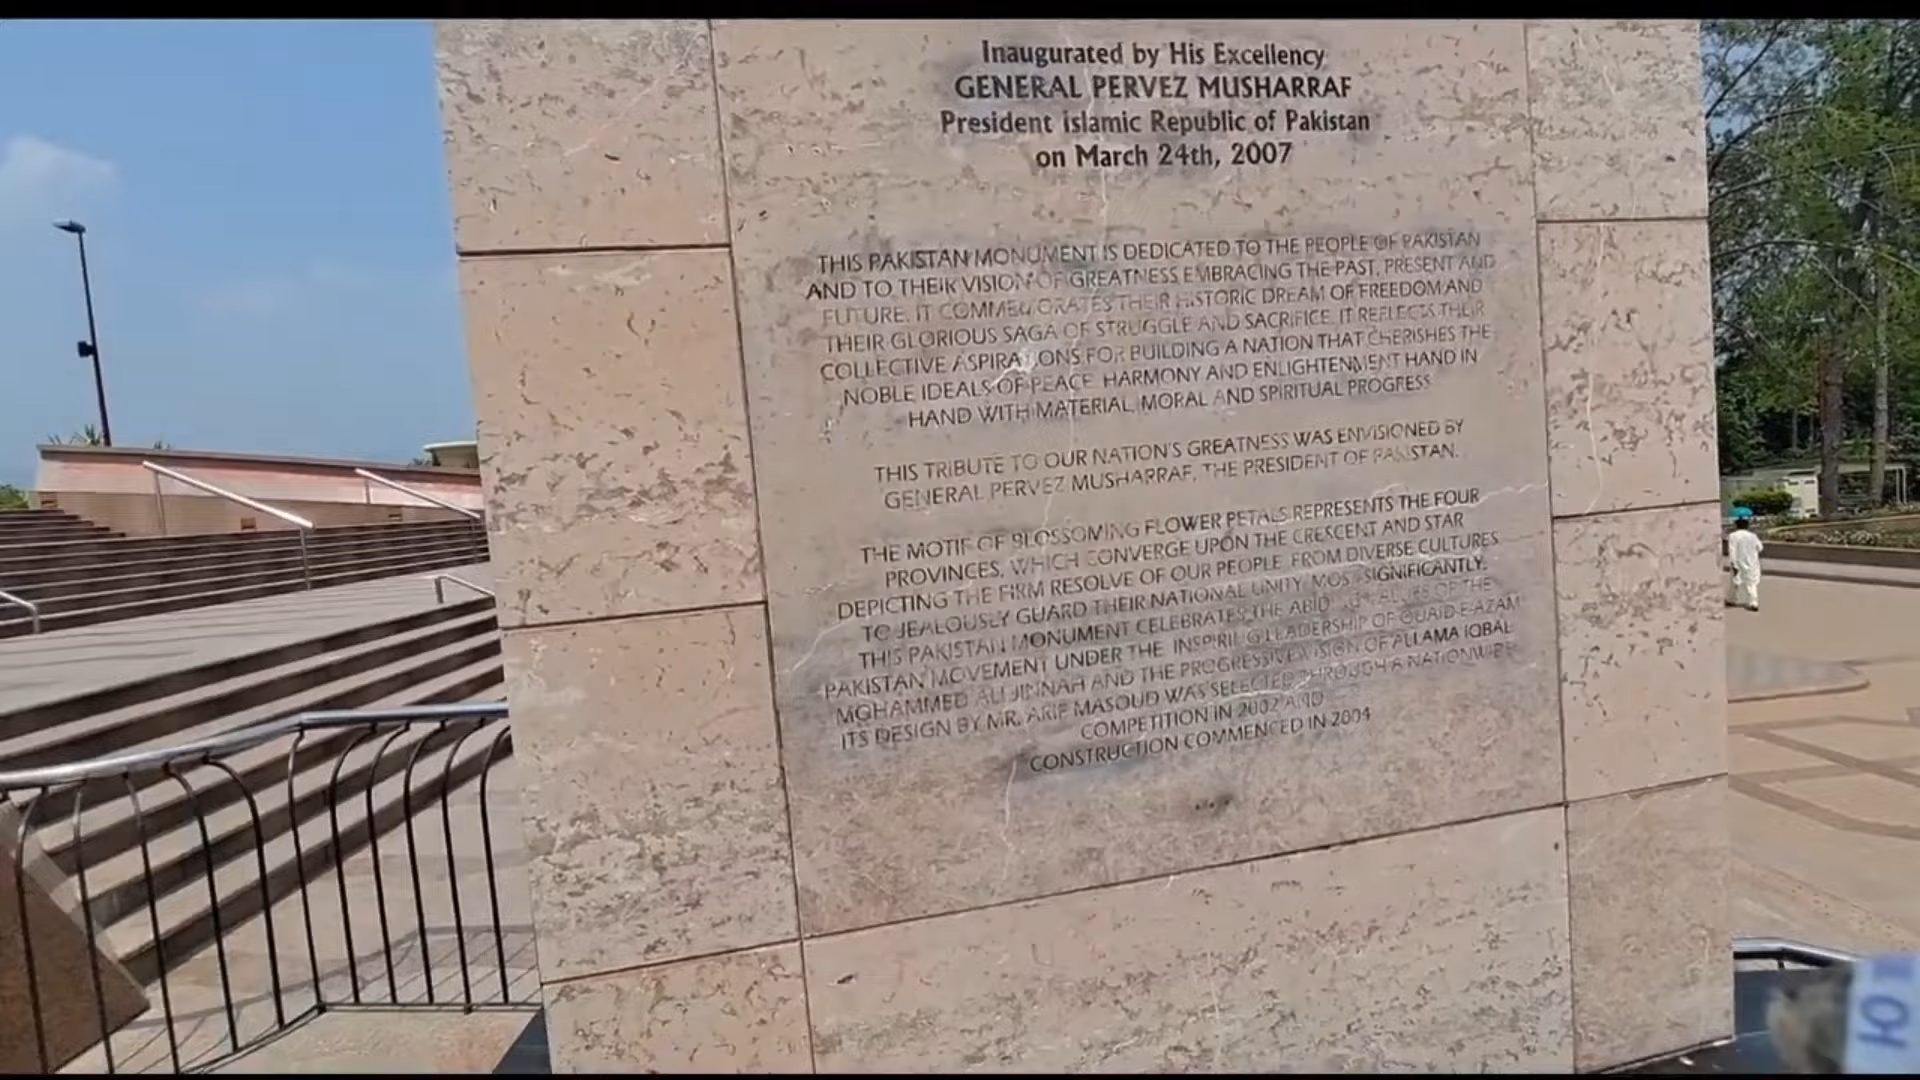 Inaugurated by His Excellency
GENERAL PERVEZ MUSHARRAF
President islamic Republic of Pakistan
on March 24th, 2007
THIS PAKISTAN MONUMENT IS DEDICATED TO THE PEOPLE OF PAKISTAN
AND TO THEIR VISION OF GREATNESS EMBRACING THE PAST, PRESENT AND
FUTURE. IT COMMEMORATES THEIR HISTORIC DREAM OF FREEDOM AND
THEIR GLORIOUS SAGA OF STRUGGLE AND SACRIFICE. IT REFLECTS THEIR
COLLECTIVE ASPIRATIONS FOR BUILDING A NATION THAT CHERISHES THE
NOBLE IDEALS OF PEACE HARMONY AND ENLIGHTENMENT HAND IN
HAND WITH MATERIAL, MORAL AND SPIRITUAL PROGRESS
THIS TRIBUTE TO OUR NATION'S GREATNESS WAS ENVISIONED BY
GENERAL PERVEZ MUSHARRAF, THE PRESIDENT OF PAKISTAN.
THE MOTIF OF BLOSSOMING FLOWER PETALS REPRESENTS THE FOUR
PROVINCES, WHICH CONVERGE UPON THE CRESCENT AND STAR
DEPICTING THE FIRM RESOLVE OF OUR PEOPLE FROM DIVERSE CULTURES
TO JEALOUSLY GUARD THEIR NATIONAL UNITY. MOST SIGNIFICANTLY,
THIS PAKISTAN MONUMENT CELEBRATES THE ABIDING VALUES OF THE
PAKISTAN MOVEMENT UNDER THE INSPIRING LEADERSHIP OF QUAID-E-AZAM
MOHAMMED ALI JINNAH AND THE PROGRESSIVE VISION OF ALLAMA IQBAL
ITS DESIGN BY MR. ARIF MASOUD WAS SELECTED THROUGH A NATIONWIDE
COMPETITION IN 2002 AND
CONSTRUCTION COMMENCED IN 2004